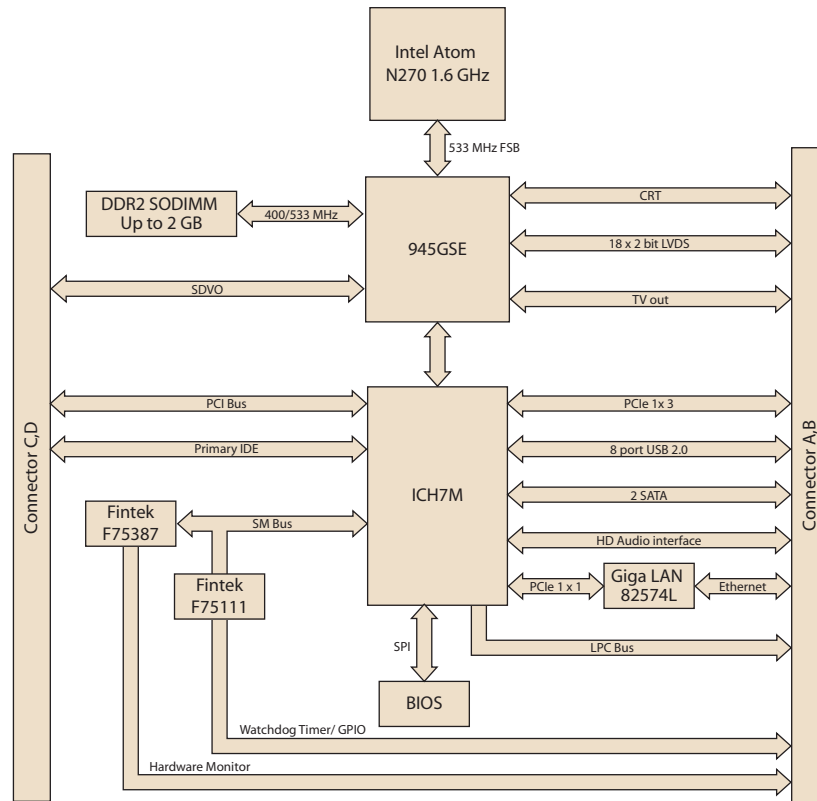 Intel Atom
N270 1.6 GHz
533 MHz FSB
DDR2 SODIMM
Up to 2 GB
400/533 MHz
945GSE
CRT
18 x 2 bit LVDS
SDVO
TV out
Connector C,D
Connector A,B
PCI Bus
PCIe 1x 3
Primary IDE
8 port USB 2.0
ICH7M
2 SATA
Fintek
F75387
SM Bus
HD Audio interface
Fintek
F75111
PCIe 1 x 1
Giga LAN
82574L
Ethernet
SPI
LPC Bus
BIOS
Watchdog Timer/ GPIO
Hardware Monitor